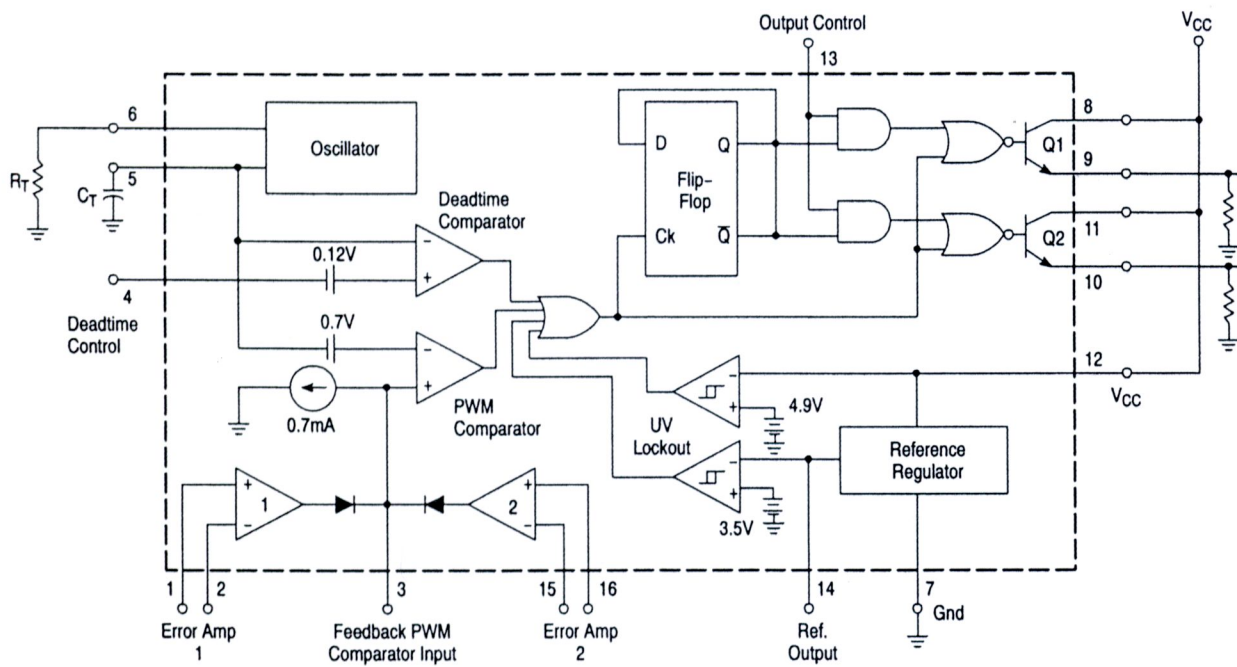 Output Control
13
VCC
6
Oscillator
RT
5
CT
D
Q
Flip-
Flop
Ck
Q̅
8
Q1
9
11
Q2
10
Deadtime
Comparator
0.12V
4
Deadtime
Control
0.7V
PWM
Comparator
0.7mA
UV
Lockout
4.9V
12
VCC
Reference
Regulator
3.5V
1
2
1
2
3
15
16
14
7
Error Amp
1
Feedback PWM
Comparator Input
Error Amp
2
Ref.
Output
Gnd